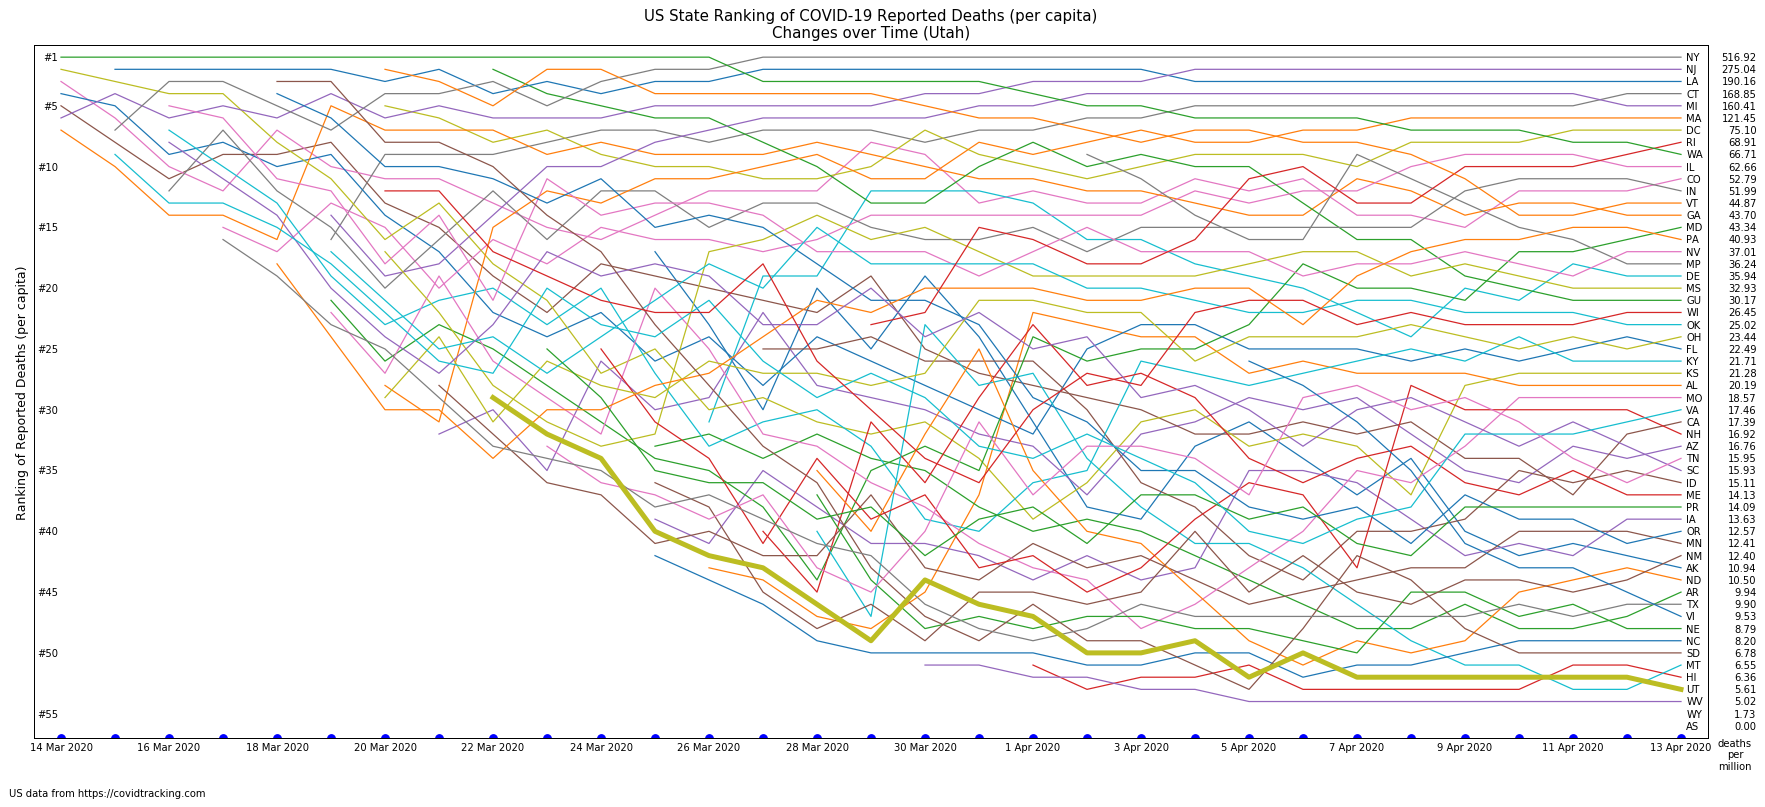 US State Ranking of COVID-19 Reported Deaths (per capita)
Changes over Time (Utah)
Ranking of Reported Deaths (per capita)
#1
#5
#10
#15
#20
#25
#30
#35
#40
#45
#50
#55
NY 516.92
NJ 275.04
LA 190.16
CT 168.85
MI 160.41
MA 121.45
DC 75.10
RI 68.91
WA 66.71
IL 62.66
CO 52.79
IN 51.99
VT 44.87
GA 43.70
MD 43.34
PA 40.93
NV 37.01
MP 36.24
DE 35.94
MS 32.93
GU 30.17
WI 26.45
OK 25.02
OH 23.44
FL 22.49
KY 21.71
KS 21.28
AL 20.19
MO 18.57
VA 17.46
CA 17.39
NH 16.92
AZ 16.76
TN 15.95
SC 15.93
ID 15.11
ME 14.13
PR 14.09
IA 13.63
OR 12.57
MN 12.41
NM 12.40
AK 10.94
ND 10.50
AR 9.94
TX 9.90
VI 9.53
NE 8.79
NC 8.20
SD 6.78
MT 6.55
HI 6.36
UT 5.61
WV 5.02
WY 1.73
AS 0.00
14 Mar 2020 16 Mar 2020 18 Mar 2020 20 Mar 2020 22 Mar 2020 24 Mar 2020 26 Mar 2020 28 Mar 2020 30 Mar 2020 1 Apr 2020 3 Apr 2020 5 Apr 2020 7 Apr 2020 9 Apr 2020 11 Apr 2020 13 Apr 2020
deaths
per
million
US data from https://covidtracking.com